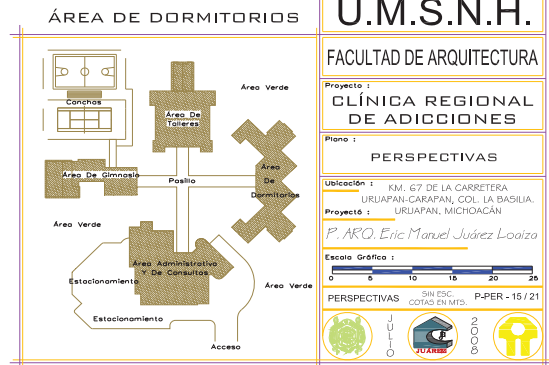 ÁREA DE DORMITORIOS
Canchas
Área De
Talleres
Área Verde
Área De Gimnasio
Pasillo
Área
De
Dormitorios
Área Verde
Área Administrativa
Y De Consultas
Estacionamiento
Área Verde
Estacionamiento
Acceso
U.M.S.N.H.
FACULTAD DE ARQUITECTURA
Proyecto :
CLÍNICA REGIONAL
DE ADICCIONES
Plano :
PERSPECTIVAS
Ubicación : KM. 67 DE LA CARRETERA
URUAPAN-CARAPAN, COL. LA BASILIA.
Proyectó : URUAPAN, MICHOACÁN
P. ARQ. Eric Manuel Juárez Loaiza
Escala Gráfica :
0 5 10 15 20 25
PERSPECTIVAS SIN ESC. COTAS EN MTS. P-PER - 15 / 21
JULIO
JUÁREZ
2008